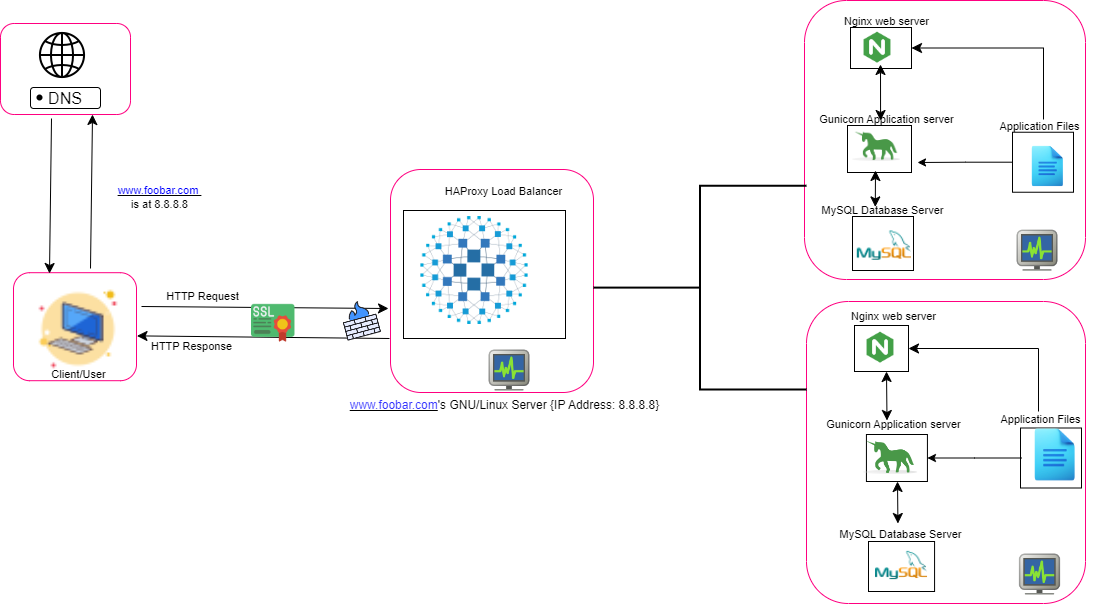 DNS
www.foobar.com
is at 8.8.8.8
Client/User
HTTP Request
SSL
HTTP Response
HAProxy Load Balancer
www.foobar.com's GNU/Linux Server {IP Address: 8.8.8.8}
Nginx web server
N
Gunicorn Application server
Application Files
MySQL Database Server
MySQL
Nginx web server
N
Application Files
Gunicorn Application server
MySQL Database Server
MySQL